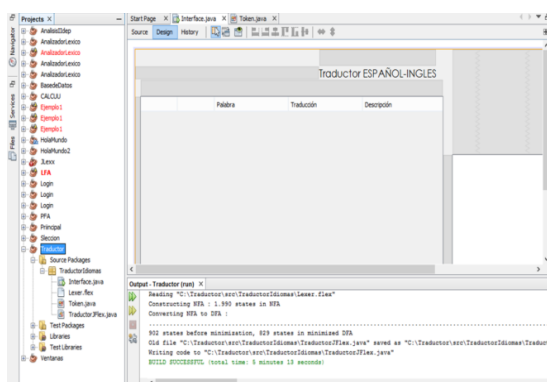 Projects ×
Start Page × Interface.java × Token.java ×
Source Design History
Navigator
Services
Files
AnalisisIdep
AnalizadorLexico
AnalizadorLexico
AnalizadorLexico
AnalizadorLexico
BasedeDatos
CALCUU
Ejemplo1
Ejemplo1
Ejemplo1
HolaMundo
HolaMundo2
JLexx
LFA
Login
Login
Login
PFA
Principal
Sleccon
Traductor
Source Packages
TraductorIdiomas
Interface.java
Lexer.flex
Token.java
TraductorJFlex.java
Test Packages
Libraries
Test Libraries
Ventanas
Traductor ESPAÑOL-INGLES
Palabra Traducción Descripción
Output - Traductor (run) ×
Reading "C:\Traductor\src\TraductorIdiomas\Lexer.flex"
Constructing NFA : 1.990 states in NFA
Converting NFA to DFA :
902 states before minimization, 829 states in minimized DFA
Old file "C:\Traductor\src\TraductorIdiomas\TraductorJFlex.java" saved as "C:\Traductor\src\TraductorIdiomas\Traduct
Writing code to "C:\Traductor\src\TraductorIdiomas\TraductorJFlex.java"
BUILD SUCCESSFUL (total time: 5 minutes 13 seconds)